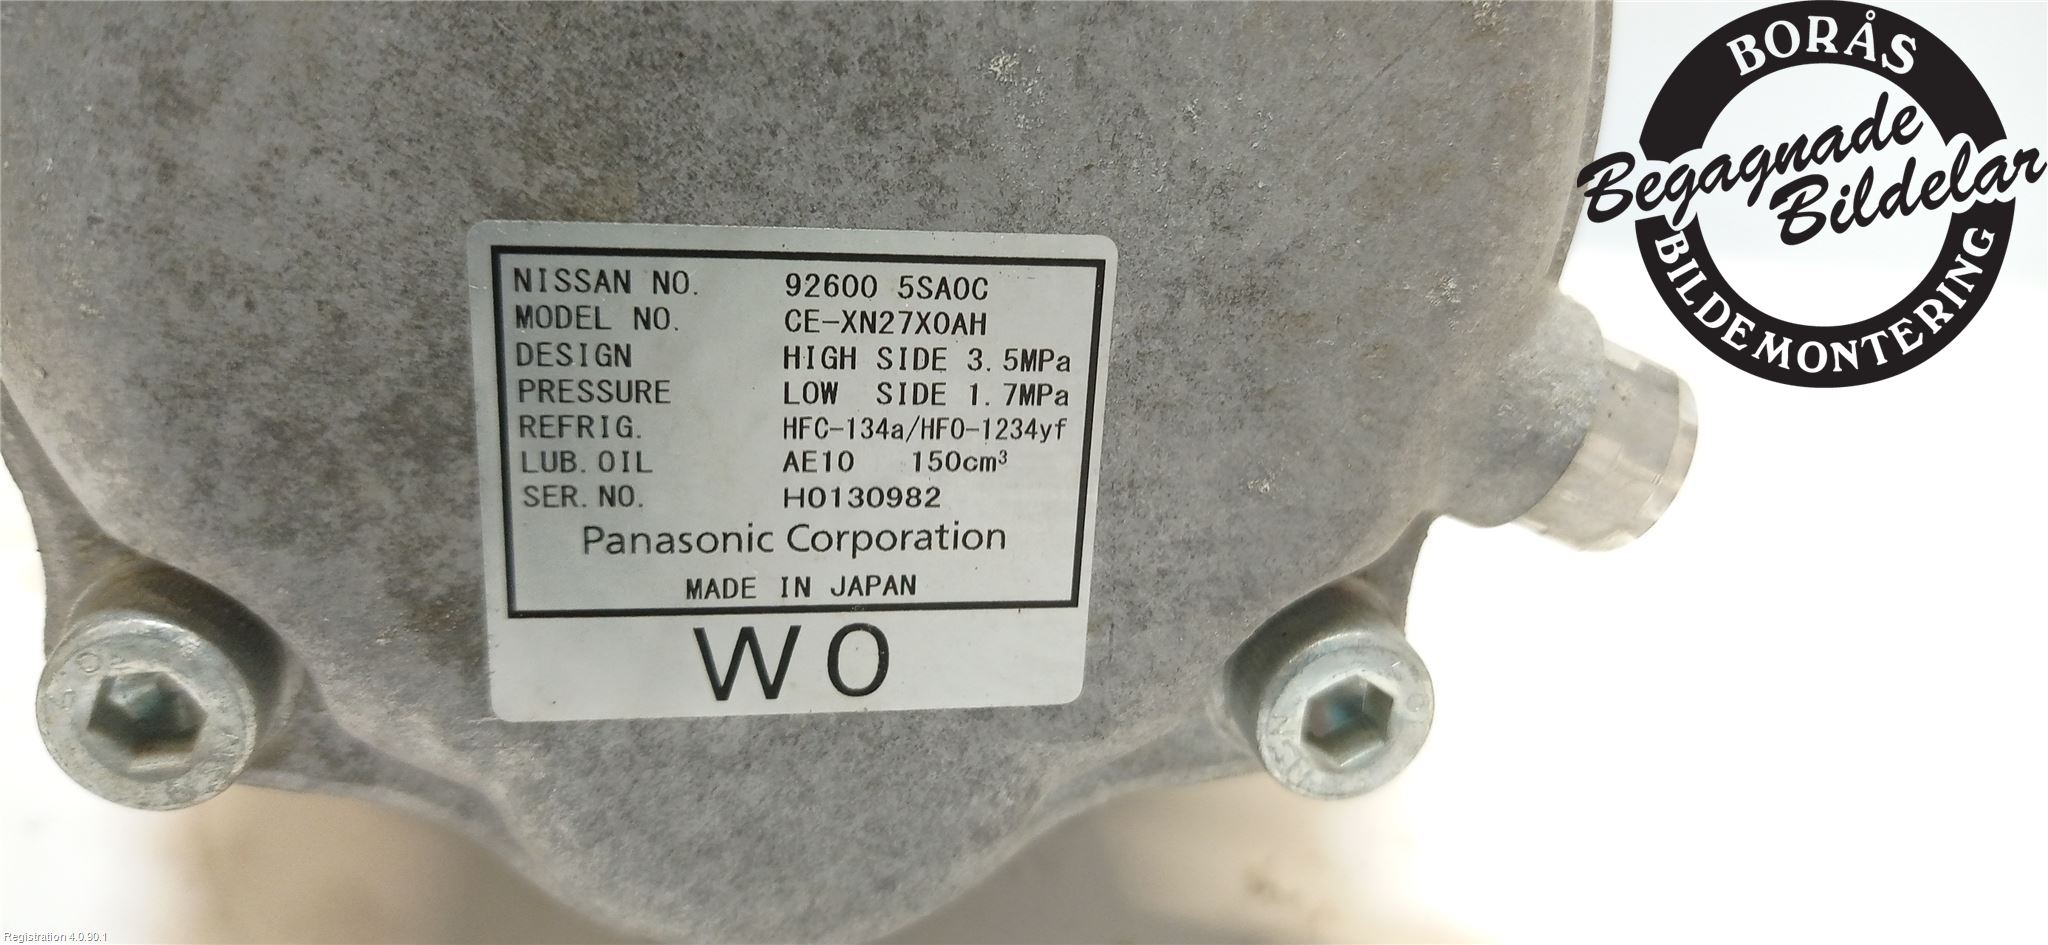 BORÅS
Begagnade
Bildelar
BILDEMONTERING
NISSAN NO. 92600 5SA0C
MODEL NO. CE-XN27X0AH
DESIGN HIGH SIDE 3.5MPa
PRESSURE LOW SIDE 1.7MPa
REFRIG. HFC-134a/HFO-1234yf
LUB.OIL AE10 150cm³
SER.NO. H0130982
Panasonic Corporation
MADE IN JAPAN
W0
Registration 4.0.90.1